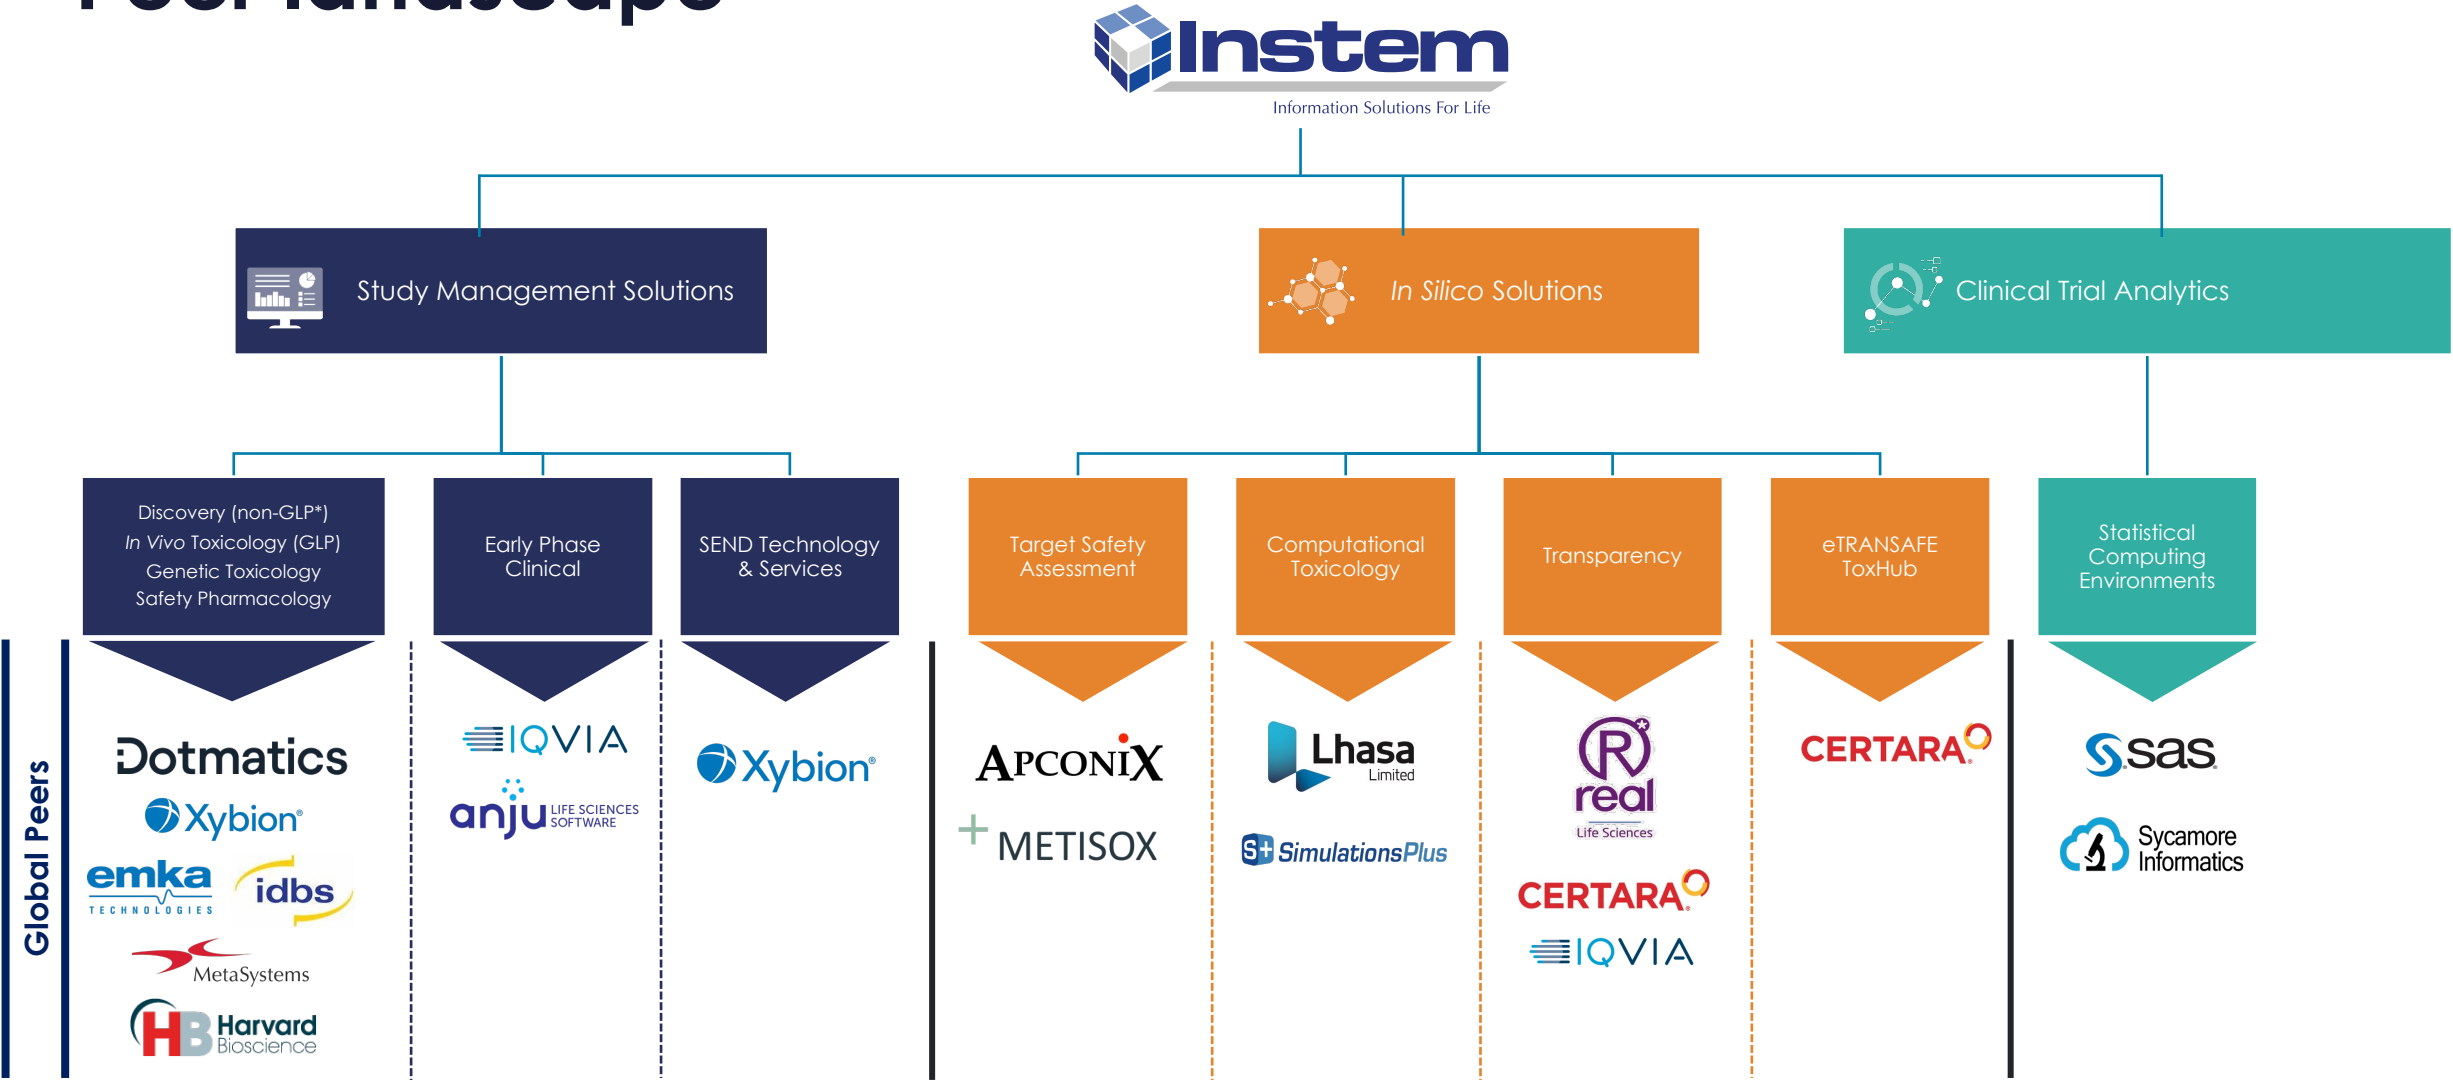 Peer landscape
Instem
Information Solutions For Life
Study Management Solutions
In Silico Solutions
Clinical Trial Analytics
Discovery (non-GLP*)
In Vivo Toxicology (GLP)
Genetic Toxicology
Safety Pharmacology
Early Phase
Clinical
SEND Technology
& Services
Target Safety
Assessment
Computational
Toxicology
Transparency
eTRANSAFE
ToxHub
Statistical
Computing
Environments
Global Peers
Dotmatics
Xybion®
emka
TECHNOLOGIES
idbs
MetaSystems
HB Harvard
Bioscience
IQVIA
anju LIFE SCIENCES
SOFTWARE
Xybion®
APCONIX
+ METISOX
Lhasa
Limited
S+ SimulationsPlus
R
real
Life Sciences
CERTARA®
IQVIA
CERTARA®
sas
Sycamore
Informatics